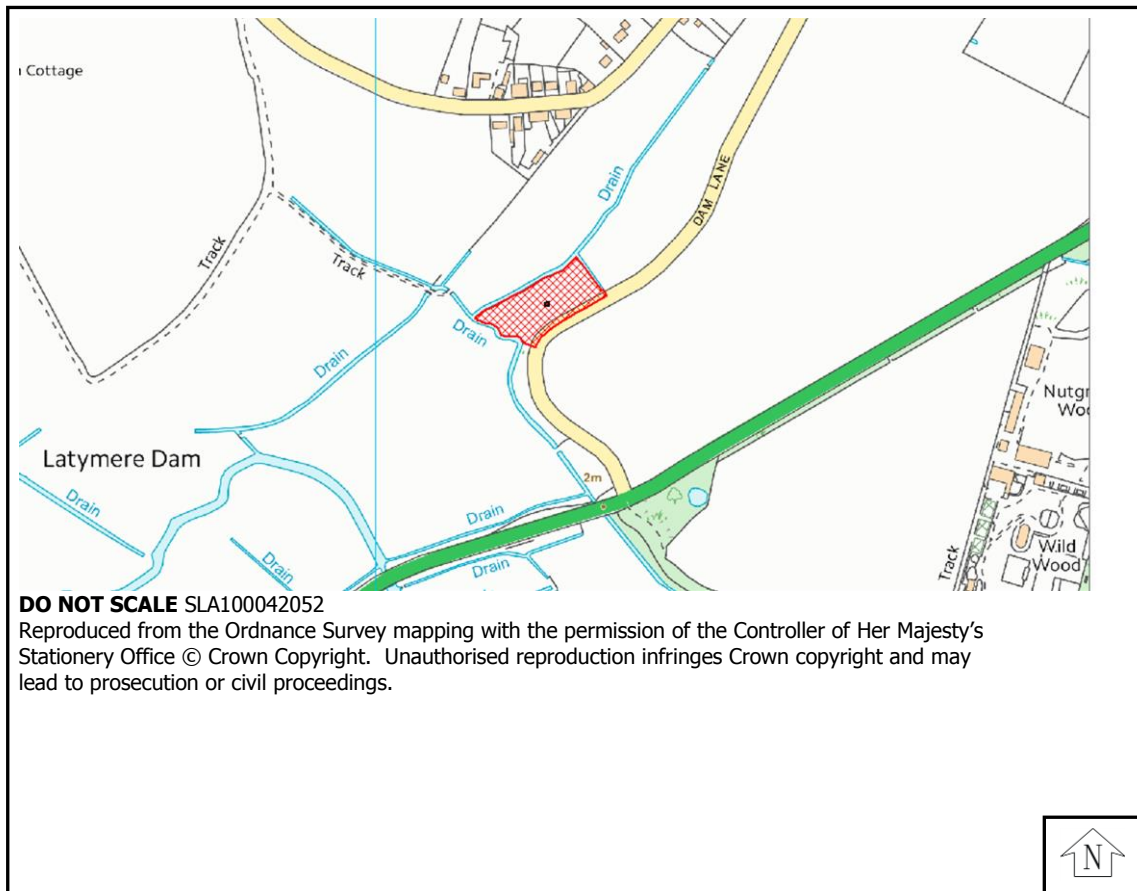 Cottage
Drain
DAM LANE
Track
Track
Drain
Drain
Latymere Dam
2m
Drain
Drain
Drain
Drain
Track
Wild
Wood
DO NOT SCALE SLA100042052
Reproduced from the Ordnance Survey mapping with the permission of the Controller of Her Majesty's
Stationery Office © Crown Copyright. Unauthorised reproduction infringes Crown copyright and may
lead to prosecution or civil proceedings.
N